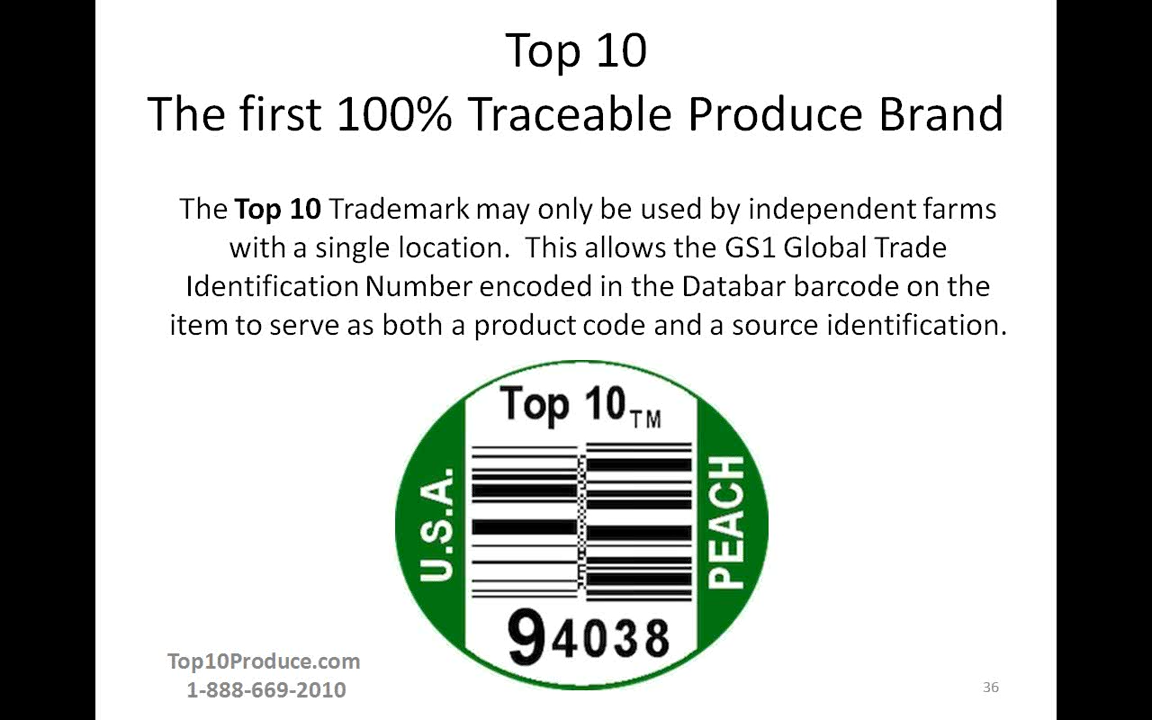 Top 10
The first 100% Traceable Produce Brand
The Top 10 Trademark may only be used by independent farms
with a single location.  This allows the GS1 Global Trade
Identification Number encoded in the Databar barcode on the
item to serve as both a product code and a source identification.
Top 10 TM
U.S.A.
PEACH
94038
Top10Produce.com
1-888-669-2010
36